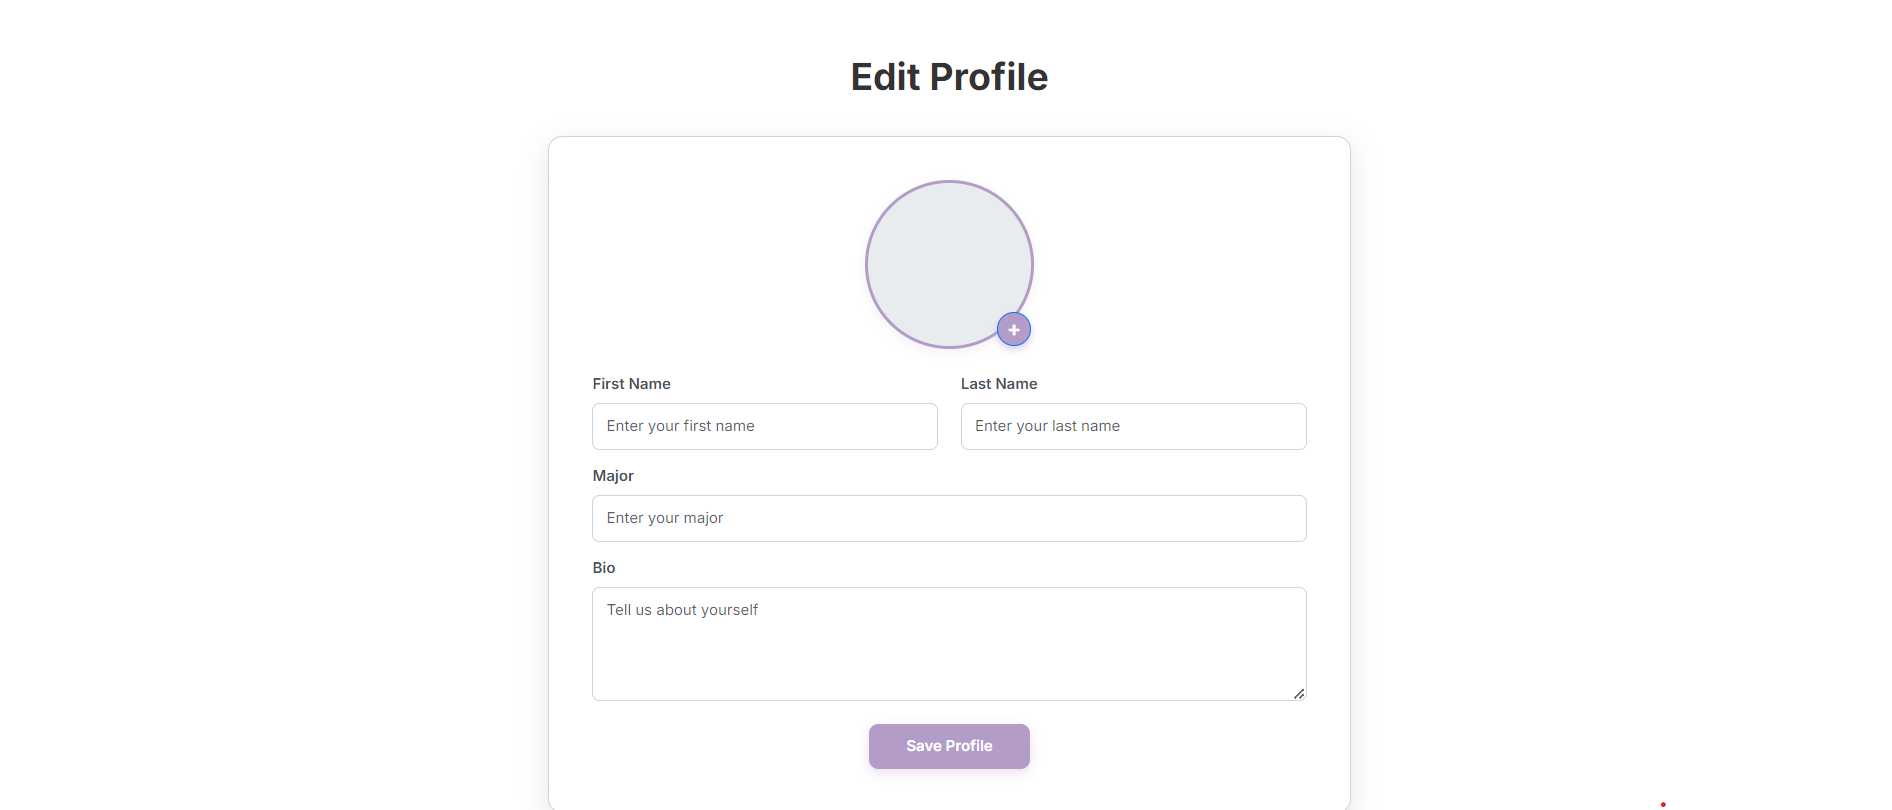 Edit Profile
+
First Name
Last Name
Enter your first name
Enter your last name
Major
Enter your major
Bio
Tell us about yourself
Save Profile